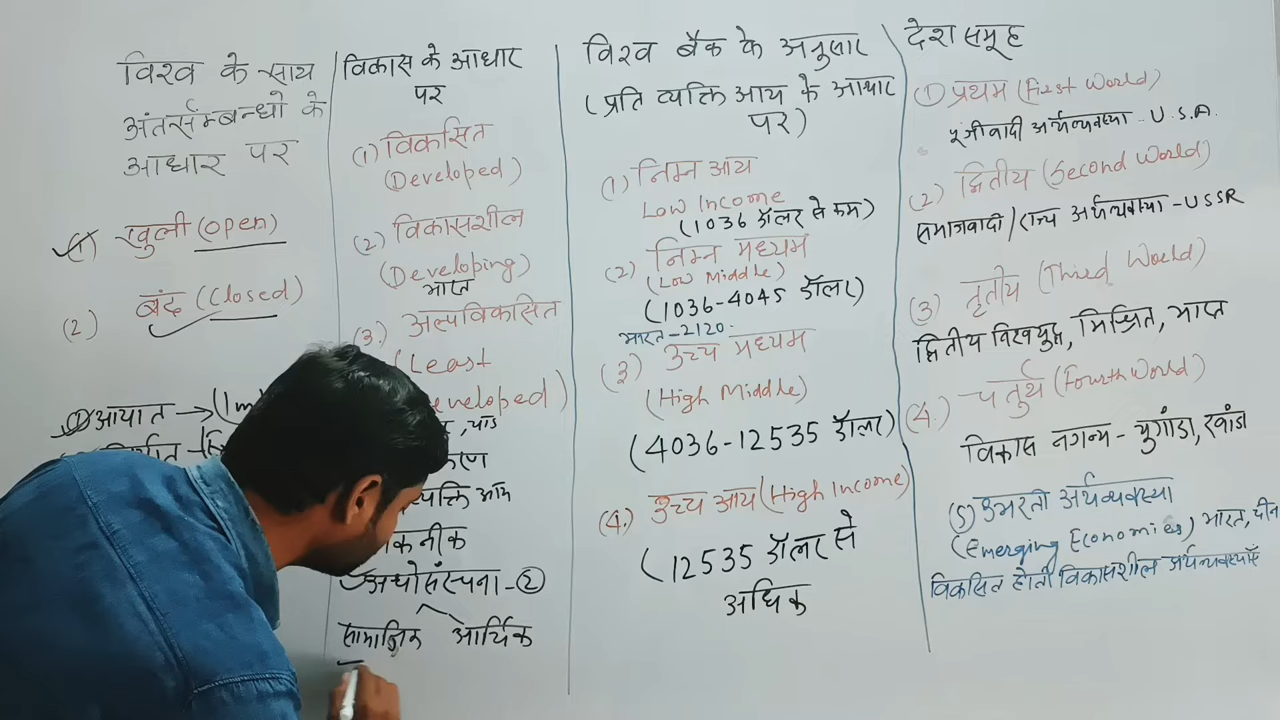 विश्व के साथ
अंतर्सम्बन्धो के
आधार पर
(1) खुली (open)
(2) बंद (closed)
① आयात → (Im
निर्यात → (
विकास के आधार
पर
(1) विकसित
(Developed)
(2) विकासशील
(Developing)
भारत
(3.) अल्पविकसित
(Least
eveloped)
, चाड
अधोसंरचना - ②
सामाजिक आर्थिक
विश्व बैंक के अनुसार
(प्रति व्यक्ति आय के आधार
पर)
(1) निम्न आय
Low Income
(1036 डॉलर से कम)
(2) निम्न मध्यम
(Low Middle)
(1036-4045 डॉलर)
भारत - 2120.
(3) उच्च मध्यम
(High Middle)
(4036-12535 डॉलर)
(4.) उच्च आय (High Income)
(12535 डॉलर से
अधिक
देश समूह
① प्रथम (First World)
पूंजीवादी अर्थव्यवस्था - U.S.A.
(2) द्वितीय (Second World)
समाजवादी/राज्य अर्थव्यवस्था - USSR
(3) तृतीय (Third World)
द्वितीय विश्वयुद्ध, मिश्रित, भारत
(4.) चतुर्थ (Fourth World)
विकास नगन्य - युगांडा, रवांडा
(5) उभरती अर्थव्यवस्था
(Emerging Economies) भारत, चीन
विकसित होती विकासशील अर्थव्यवस्थाएँ